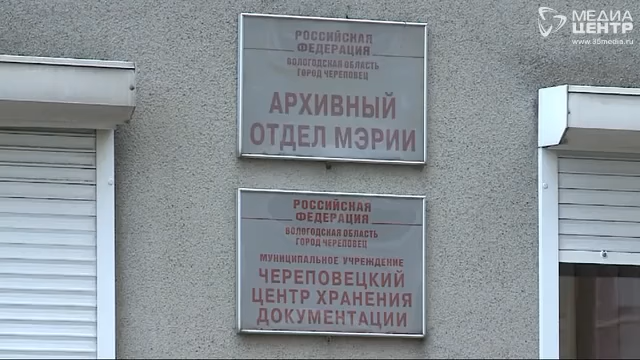 МЕДИА
ЦЕНТР
www.35media.ru
РОССИЙСКАЯ
ФЕДЕРАЦИЯ
ВОЛОГОДСКАЯ ОБЛАСТЬ
ГОРОД ЧЕРЕПОВЕЦ
АРХИВНЫЙ
ОТДЕЛ МЭРИИ
РОССИЙСКАЯ
ФЕДЕРАЦИЯ
ВОЛОГОДСКАЯ ОБЛАСТЬ
ГОРОД ЧЕРЕПОВЕЦ
МУНИЦИПАЛЬНОЕ УЧРЕЖДЕНИЕ
ЧЕРЕПОВЕЦКИЙ
ЦЕНТР ХРАНЕНИЯ
ДОКУМЕНТАЦИИ